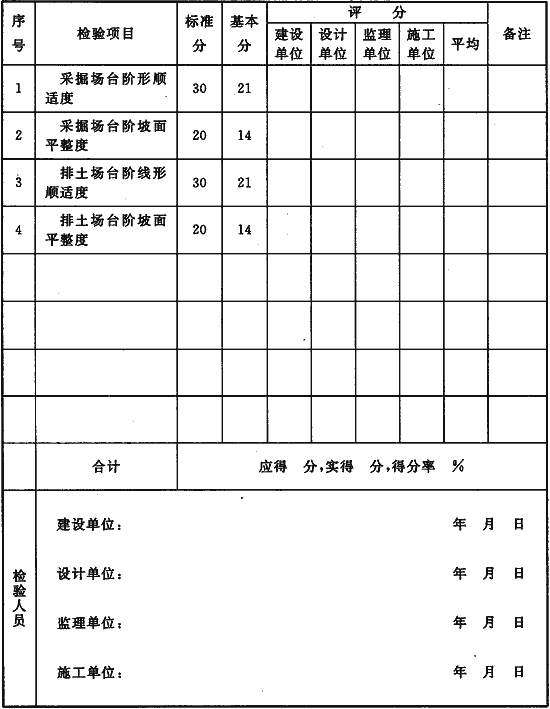 序号 检验项目 标准分 基本分 评 分 备注
建设单位 设计单位 监理单位 施工单位 平均
1 采掘场台阶形顺适度 30 21
2 采掘场台阶坡面平整度 20 14
3 排土场台阶线形顺适度 30 21
4 排土场台阶坡面平整度 20 14
合计 应得 分,实得 分,得分率 %
检验人员
建设单位: 年 月 日
设计单位: 年 月 日
监理单位: 年 月 日
施工单位: 年 月 日